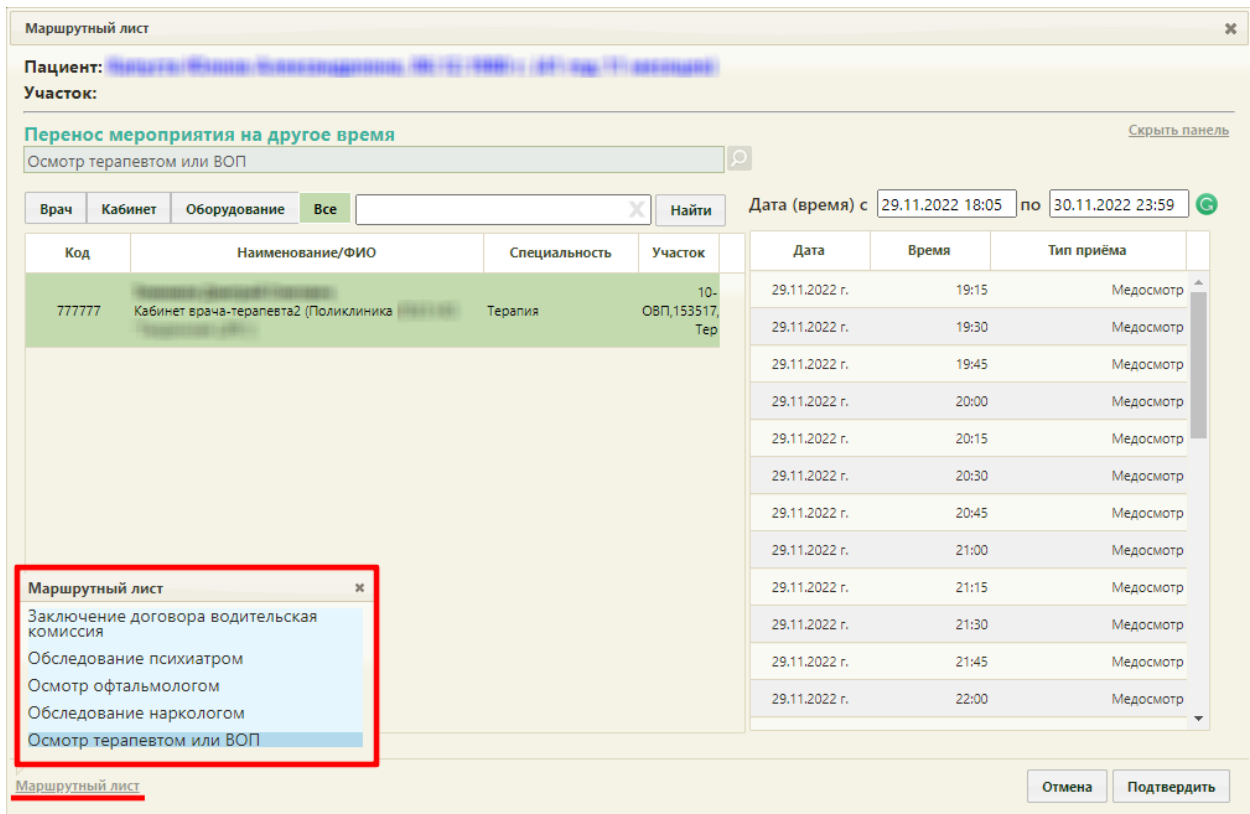 Маршрутный лист
Пациент:
Участок:
Перенос мероприятия на другое время
Скрыть панель
Осмотр терапевтом или ВОП
Врач Кабинет Оборудование Все Найти Дата (время) с 29.11.2022 18:05 по 30.11.2022 23:59
Код Наименование/ФИО Специальность Участок
777777 Кабинет врача-терапевта2 (Поликлиника Терапия 10-
ОВП,153517,
Тер
Дата Время Тип приёма
29.11.2022 г. 19:15 Медосмотр
29.11.2022 г. 19:30 Медосмотр
29.11.2022 г. 19:45 Медосмотр
29.11.2022 г. 20:00 Медосмотр
29.11.2022 г. 20:15 Медосмотр
29.11.2022 г. 20:30 Медосмотр
29.11.2022 г. 20:45 Медосмотр
29.11.2022 г. 21:00 Медосмотр
29.11.2022 г. 21:15 Медосмотр
29.11.2022 г. 21:30 Медосмотр
29.11.2022 г. 21:45 Медосмотр
29.11.2022 г. 22:00 Медосмотр
Маршрутный лист
Заключение договора водительская
комиссия
Обследование психиатром
Осмотр офтальмологом
Обследование наркологом
Осмотр терапевтом или ВОП
Маршрутный лист
Отмена Подтвердить